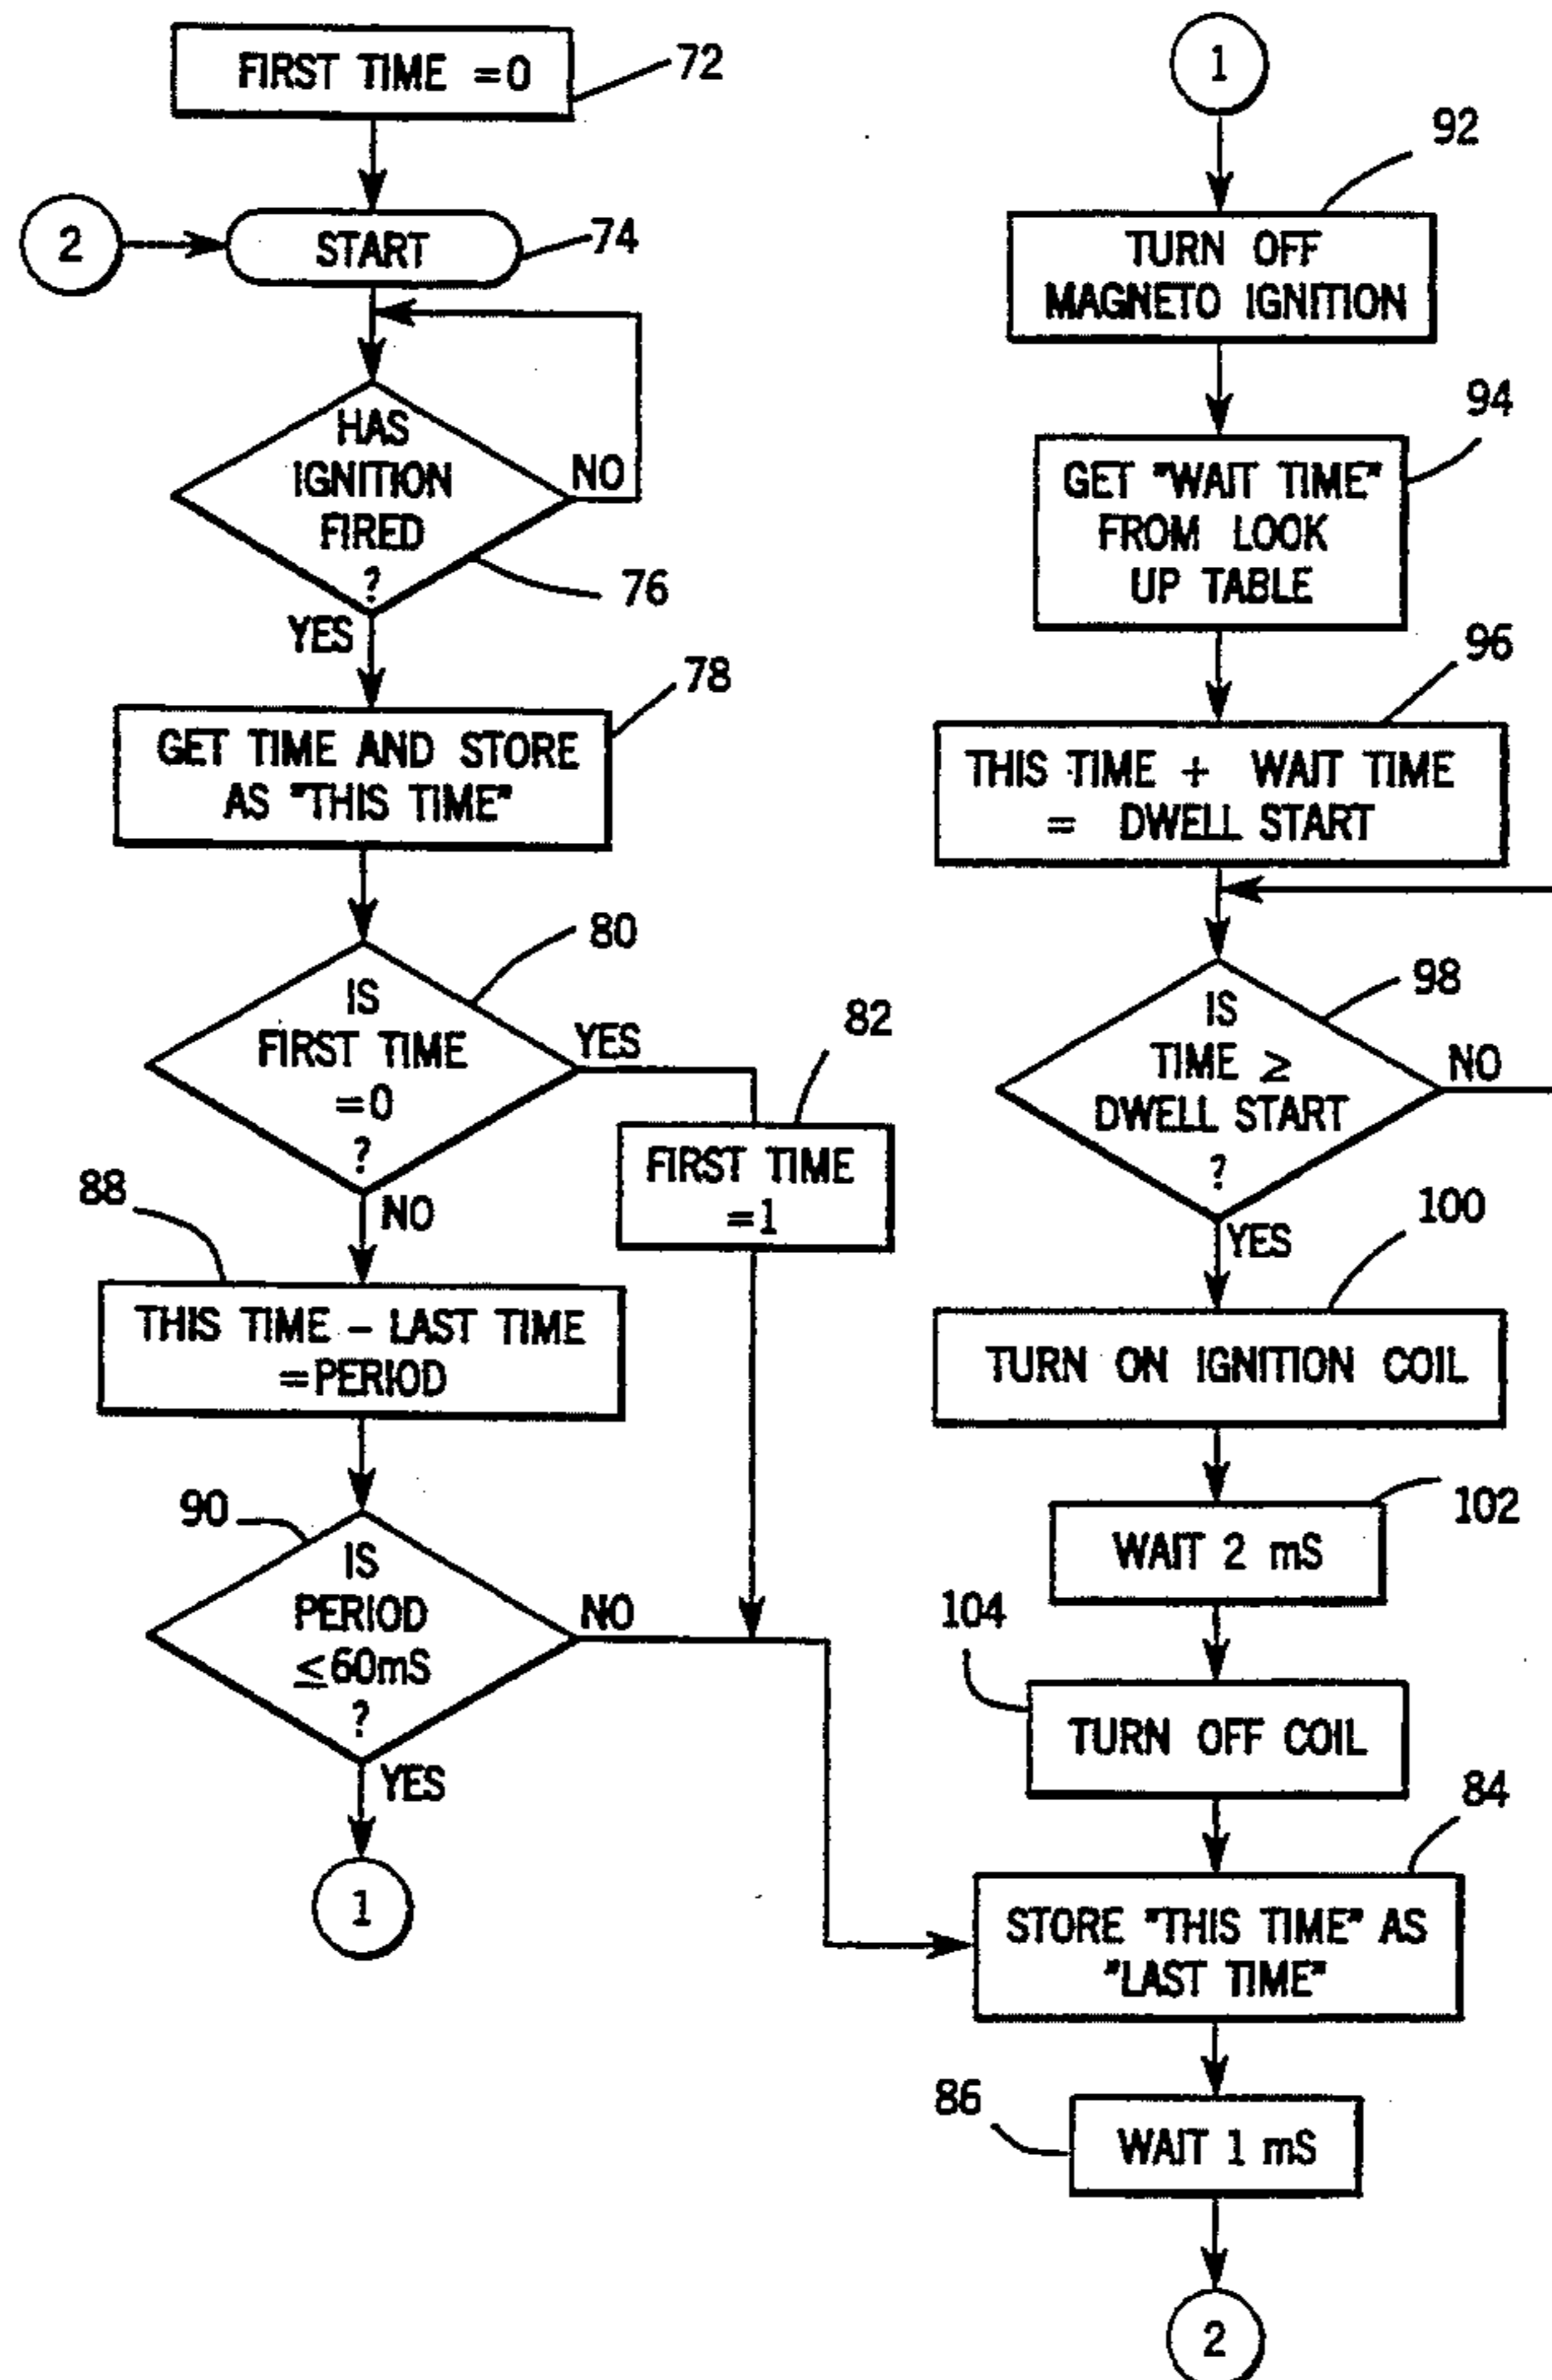 FIRST TIME =0
72
2
START
74
HAS
IGNITION
FIRED
?
NO
76
YES
78
GET TIME AND STORE
AS "THIS TIME"
80
IS
FIRST TIME
=0
?
YES
82
FIRST TIME
=1
NO
88
THIS TIME - LAST TIME
=PERIOD
90
IS
PERIOD
≤60mS
?
NO
YES
1
1
92
TURN OFF
MAGNETO IGNITION
94
GET "WAIT TIME"
FROM LOOK
UP TABLE
96
THIS TIME + WAIT TIME
= DWELL START
98
IS
TIME ≥
DWELL START
?
NO
YES
100
TURN ON IGNITION COIL
102
WAIT 2 mS
104
TURN OFF COIL
84
STORE "THIS TIME" AS
"LAST TIME"
86
WAIT 1 mS
2